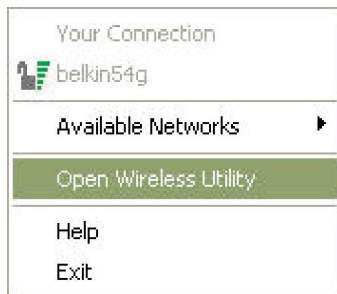 Your Connection
belkin54g
Available Networks
Open Wireless Utility
Help
Exit